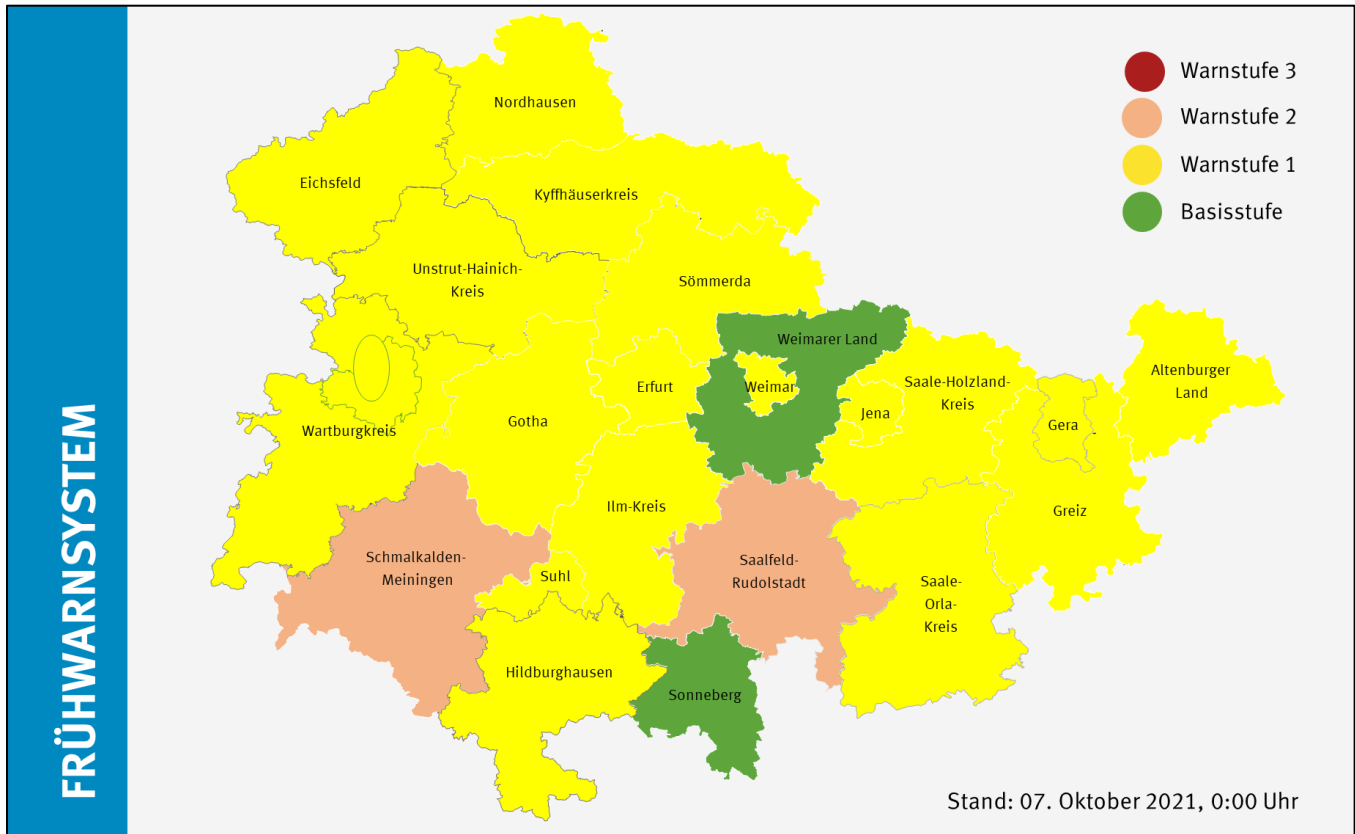 FRÜHWARNSYSTEM
Warnstufe 3
Warnstufe 2
Warnstufe 1
Basisstufe
Nordhausen
Eichsfeld
Kyffhäuserkreis
Unstrut-Hainich-
Kreis
Sömmerda
Weimarer Land
Altenburger
Land
Saale-Holzland-
Kreis
Erfurt
Weimar
Jena
Gera
Gotha
Wartburgkreis
Ilm-Kreis
Greiz
Schmalkalden-
Meiningen
Suhl
Saalfeld-
Rudolstadt
Saale-
Orla-
Kreis
Hildburghausen
Sonneberg
Stand: 07. Oktober 2021, 0:00 Uhr